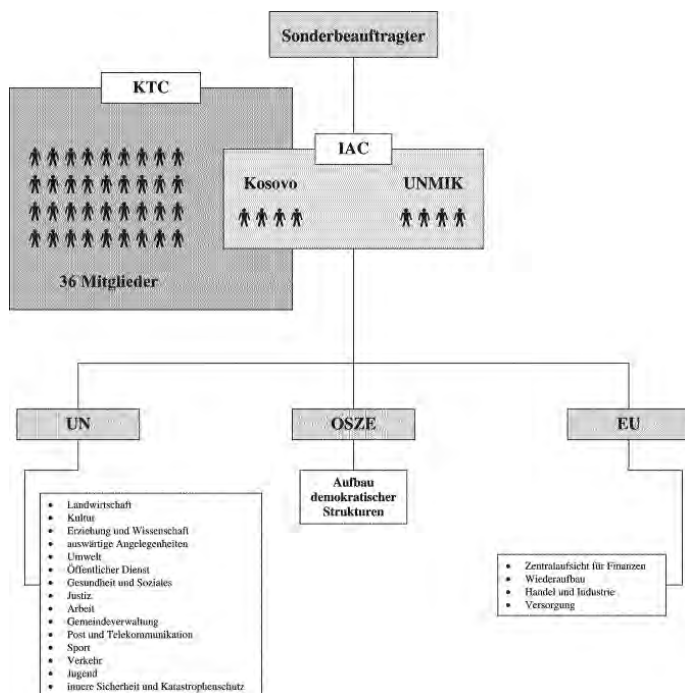 Sonderbeauftragter
KTC
IAC
Kosovo
UNMIK
36 Mitglieder
UN
OSZE
EU
Aufbau
demokratischer
Strukturen
• Landwirtschaft
• Kultur
• Erziehung und Wissenschaft
• auswärtige Angelegenheiten
• Umwelt
• Öffentlicher Dienst
• Gesundheit und Soziales
• Justiz
• Arbeit
• Gemeindeverwaltung
• Post und Telekommunikation
• Sport
• Verkehr
• Jugend
• innere Sicherheit und Katastrophenschutz
• Zentralaufsicht für Finanzen
• Wiederaufbau
• Handel und Industrie
• Versorgung